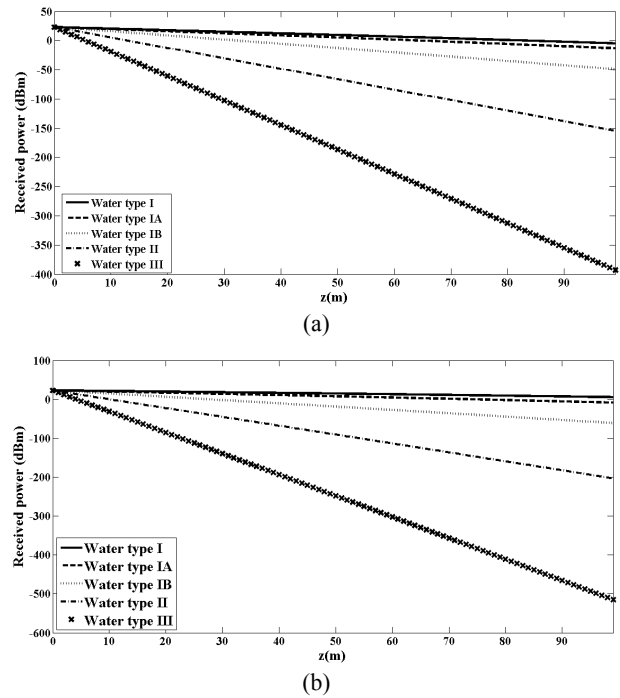 50
0
-50
-100
-150
-200
-250
-300
-350
-400
Received power (dBm)
Water type I
Water type IA
Water type IB
Water type II
Water type III
0 10 20 30 40 50 60 70 80 90
z(m)
(a)
100
0
-100
-200
-300
-400
-500
-600
Received power (dBm)
Water type I
Water type IA
Water type IB
Water type II
Water type III
0 10 20 30 40 50 60 70 80 90
z(m)
(b)